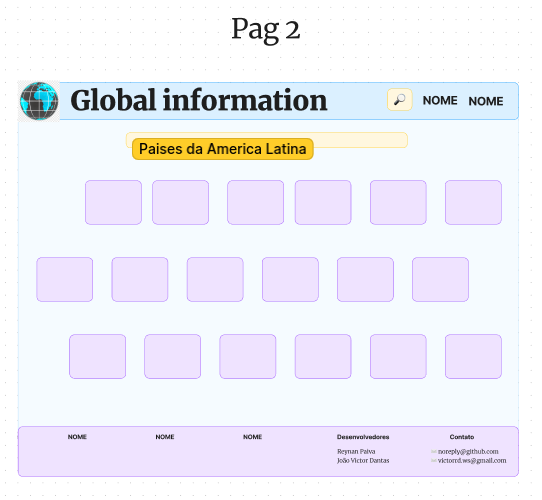 Pag 2
Global information
NOME NOME
Paises da America Latina
NOME NOME NOME Desenvolvedores Contato
Reynan Paiva noreply@github.com
João Victor Dantas victorrd.ws@gmail.com